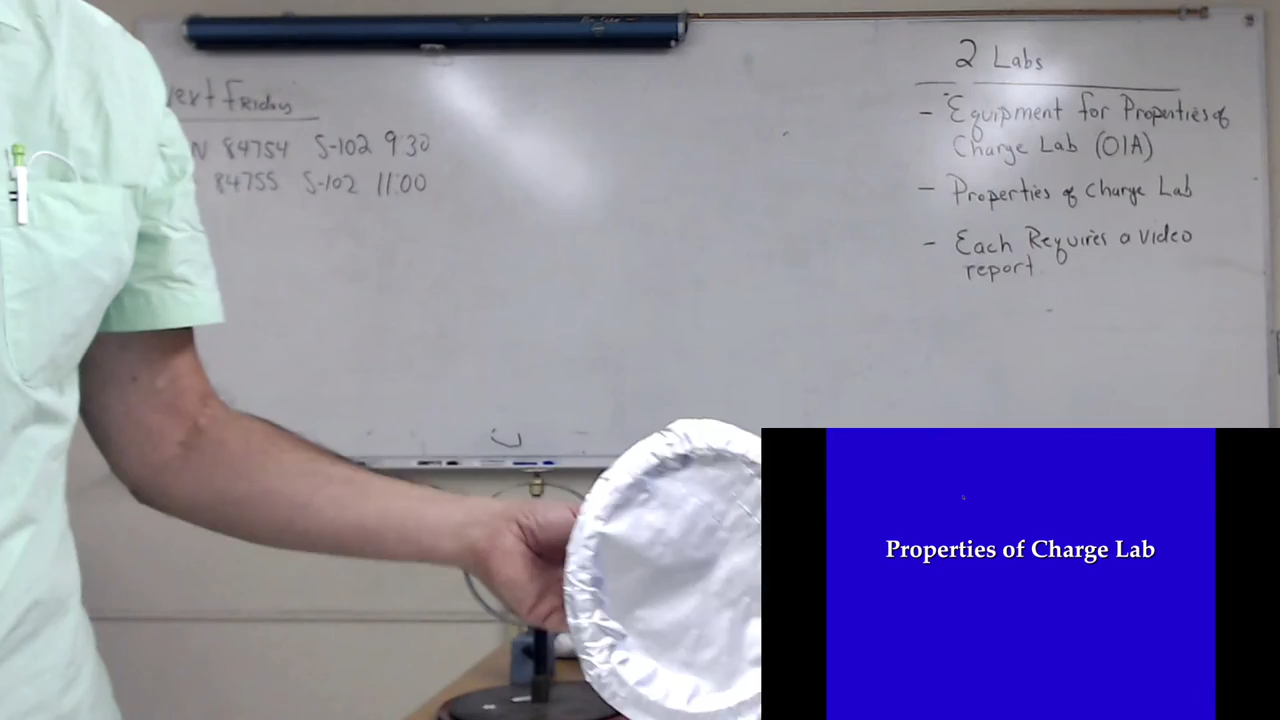 Friday
84754 S-102 9:30
84755 S-102 11:00
2 Labs
- Equipment for Properties of
Charge Lab (01A)
- Properties of Charge Lab
- Each Requires a video
report
Properties of Charge Lab